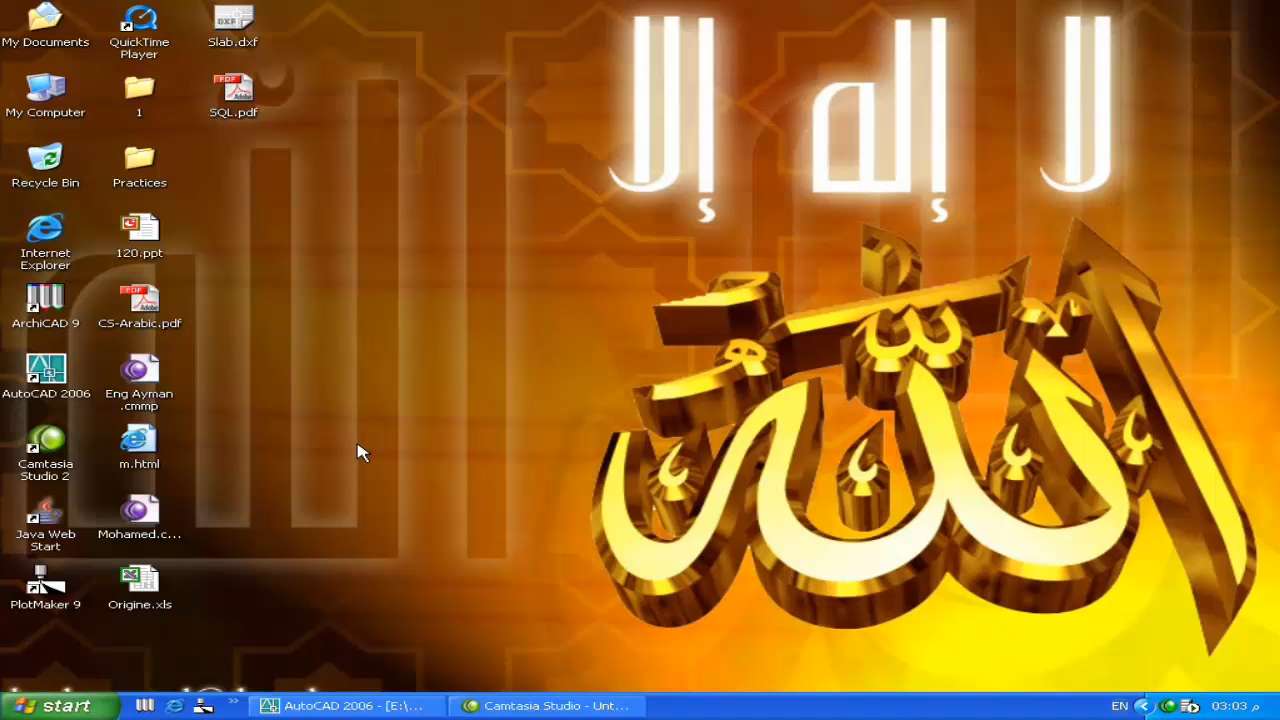 My Documents
QuickTime
Player
Slab.dxf
My Computer
1
SQL.pdf
Recycle Bin
Practices
Internet
Explorer
120.ppt
ArchiCAD 9
CS-Arabic.pdf
AutoCAD 2006
Eng Ayman
.cmmp
Camtasia
Studio 2
m.html
Java Web
Start
Mohamed.c...
PlotMaker 9
Origine.xls
لا إله إلا
الله
start
AutoCAD 2006 - [E:\...
Camtasia Studio - Unt...
EN
03:03 م